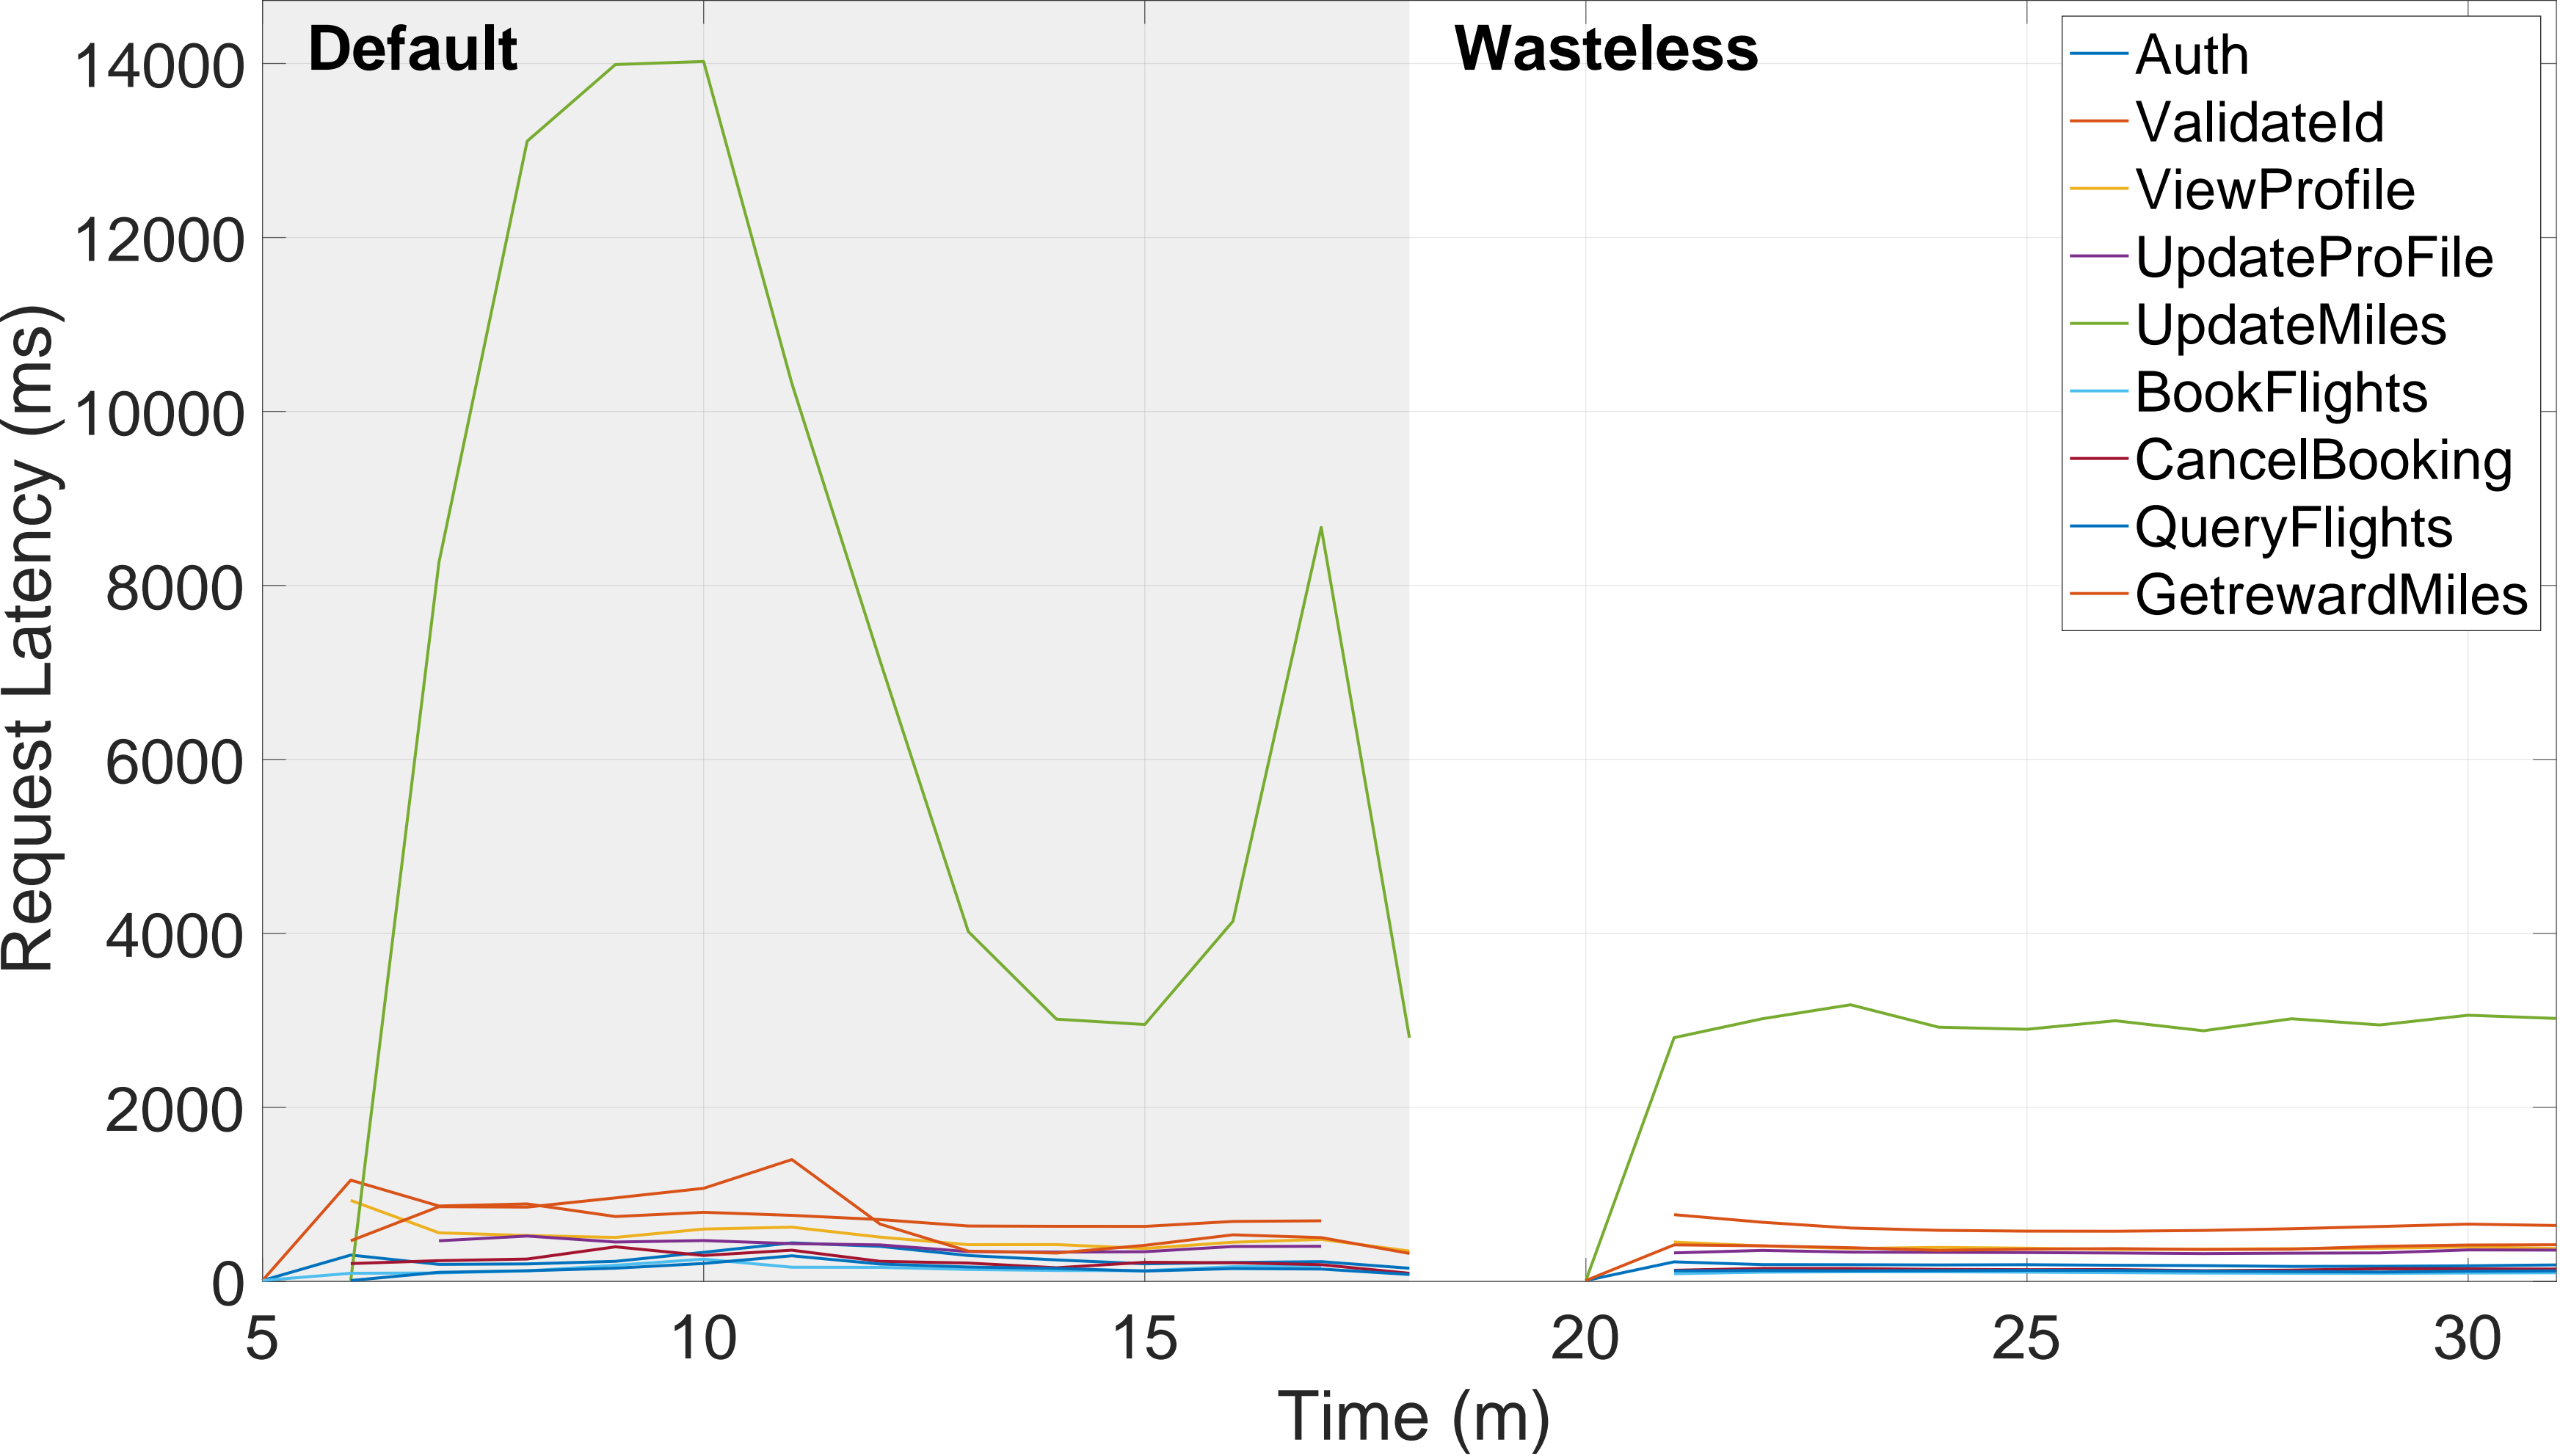 Default
Wasteless
Auth
ValidateId
ViewProfile
UpdateProFile
UpdateMiles
BookFlights
CancelBooking
QueryFlights
GetrewardMiles
Request Latency (ms)
14000
12000
10000
8000
6000
4000
2000
0
5 10 15 20 25 30
Time (m)